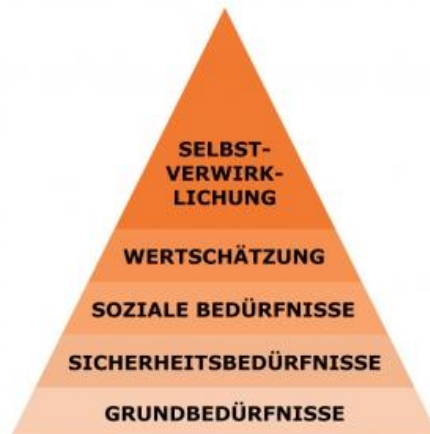 SELBST-
VERWIRK-
LICHUNG
WERTSCHÄTZUNG
SOZIALE BEDÜRFNISSE
SICHERHEITSBEDÜRFNISSE
GRUNDBEDÜRFNISSE